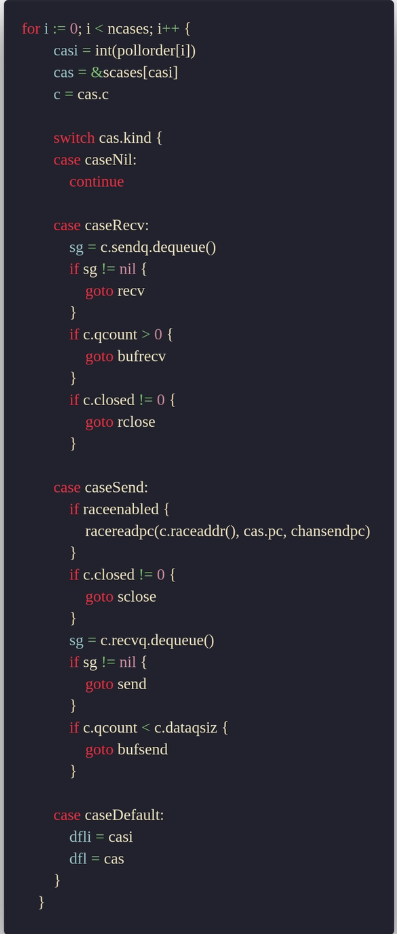 for i := 0; i < ncases; i++ {
casi = int(pollorder[i])
cas = &scases[casi]
c = cas.c
switch cas.kind {
case caseNil:
continue
case caseRecv:
sg = c.sendq.dequeue()
if sg != nil {
goto recv
}
if c.qcount > 0 {
goto bufrecv
}
if c.closed != 0 {
goto rclose
}
case caseSend:
if raceenabled {
racereadpc(c.raceaddr(), cas.pc, chansendpc)
}
if c.closed != 0 {
goto sclose
}
sg = c.recvq.dequeue()
if sg != nil {
goto send
}
if c.qcount < c.dataqsiz {
goto bufsend
}
case caseDefault:
dfli = casi
dfl = cas
}
}